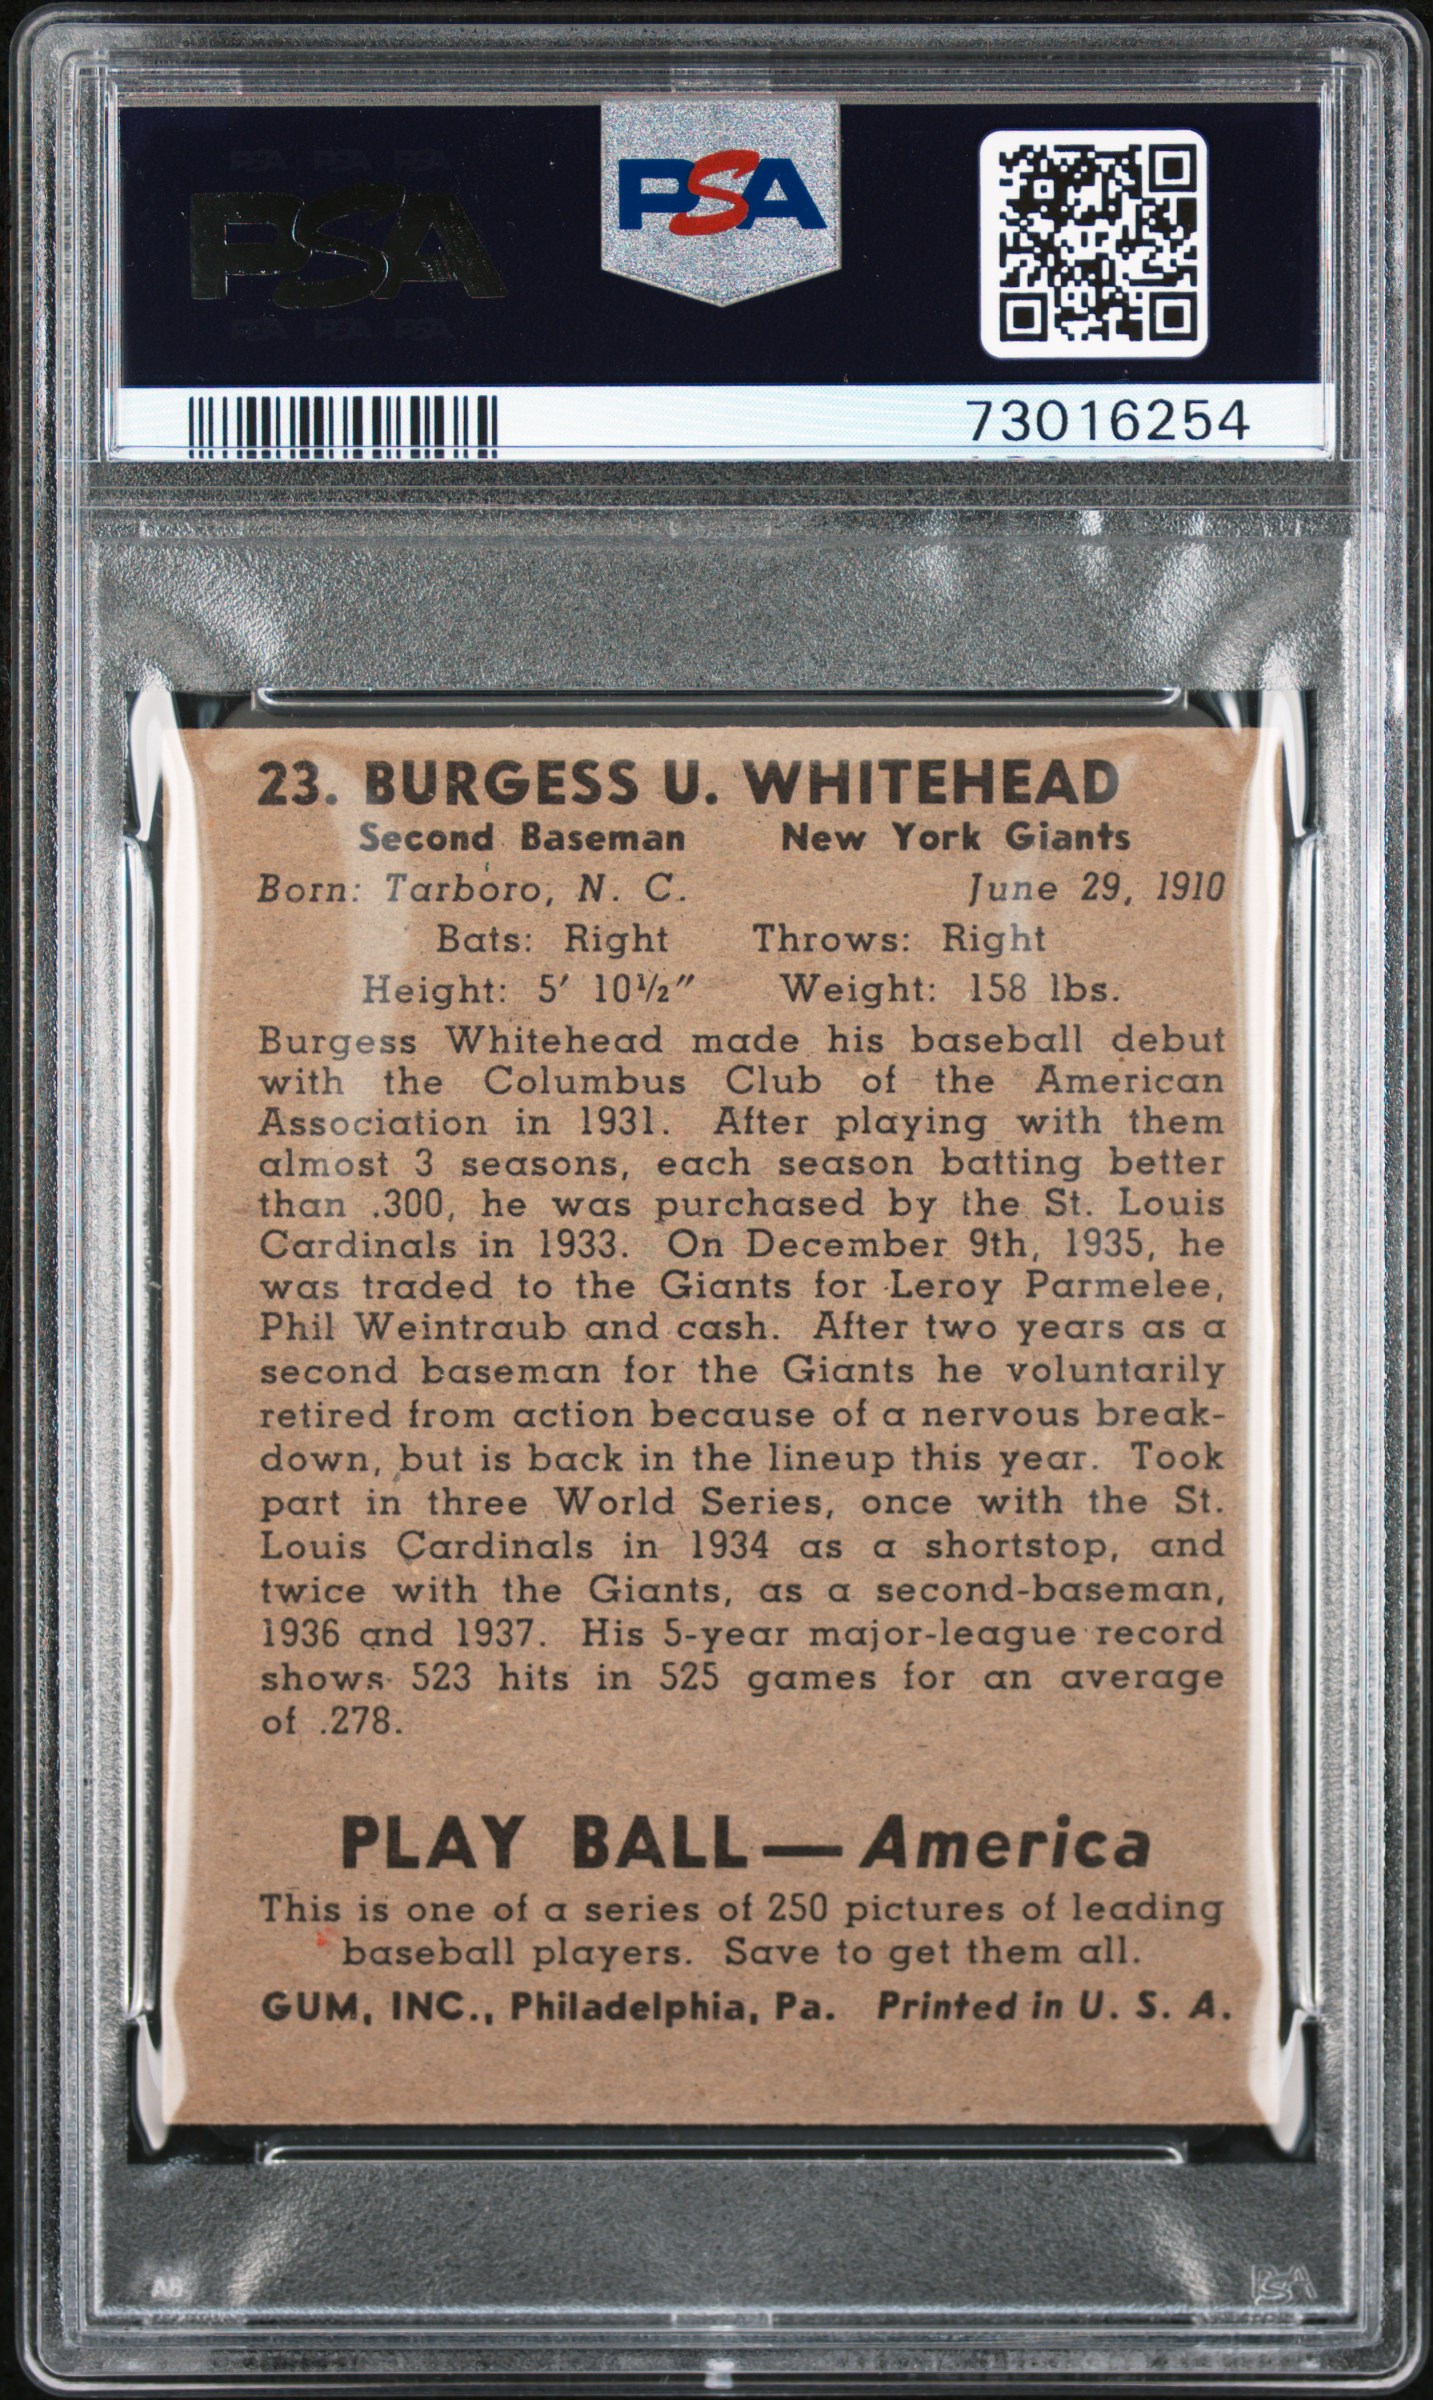 PSA
PSA PSA PSA
PSA
PSA PSA PSA
73016254
23. BURGESS U. WHITEHEAD
Second Baseman New York Giants
Born: Tarboro, N. C. June 29, 1910
Bats: Right Throws: Right
Height: 5′ 10½″ Weight: 158 lbs.
Burgess Whitehead made his baseball debut
with the Columbus Club of the American
Association in 1931. After playing with them
almost 3 seasons, each season batting better
than .300, he was purchased by the St. Louis
Cardinals in 1933. On December 9th, 1935, he
was traded to the Giants for Leroy Parmelee,
Phil Weintraub and cash. After two years as a
second baseman for the Giants he voluntarily
retired from action because of a nervous break-
down, but is back in the lineup this year. Took
part in three World Series, once with the St.
Louis Cardinals in 1934 as a shortstop, and
twice with the Giants, as a second-baseman,
1936 and 1937. His 5-year major-league record
shows 523 hits in 525 games for an average
of .278.
PLAY BALL — America
This is one of a series of 250 pictures of leading
baseball players. Save to get them all.
GUM, INC., Philadelphia, Pa. Printed in U. S. A.
PSA